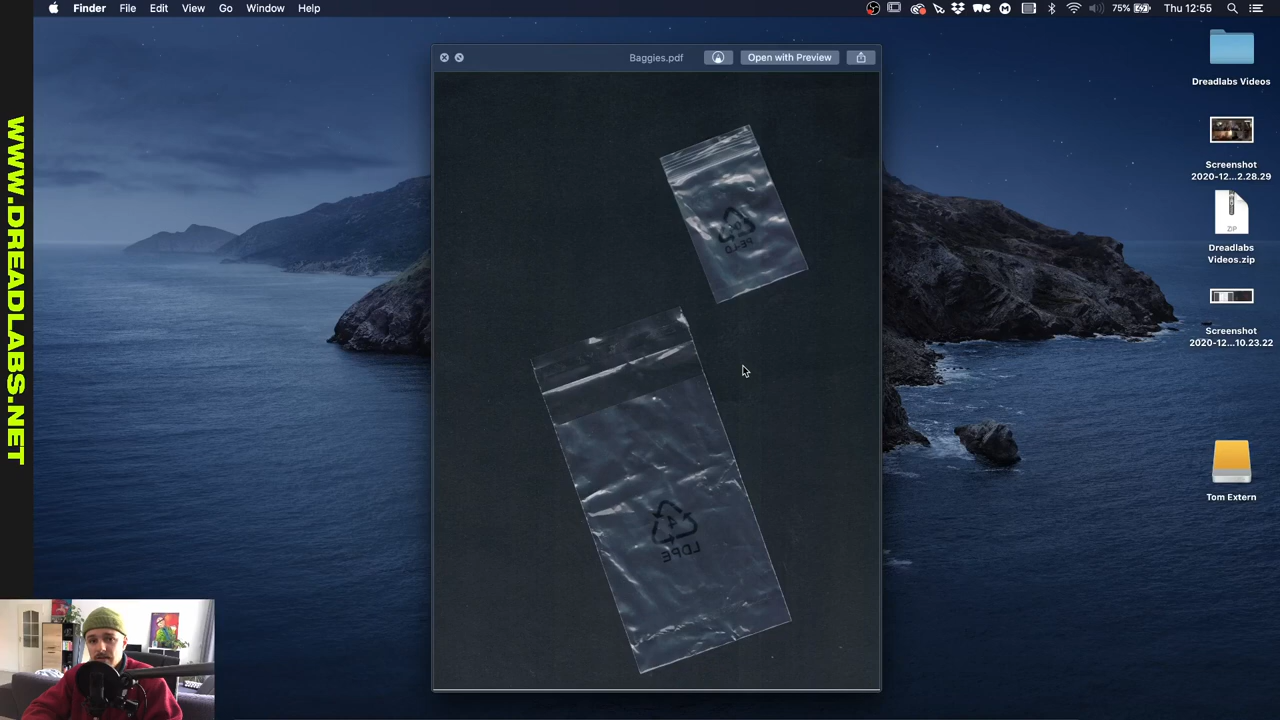 Finder File Edit View Go Window Help
75% Thu 12:55
Baggies.pdf Open with Preview
WWW.DREADLABS.NET
Dreadlabs Videos
Screenshot
2020-12...2.28.29
ZIP
Dreadlabs
Videos.zip
Screenshot
2020-12...10.23.22
Tom Extern
4
LDPE